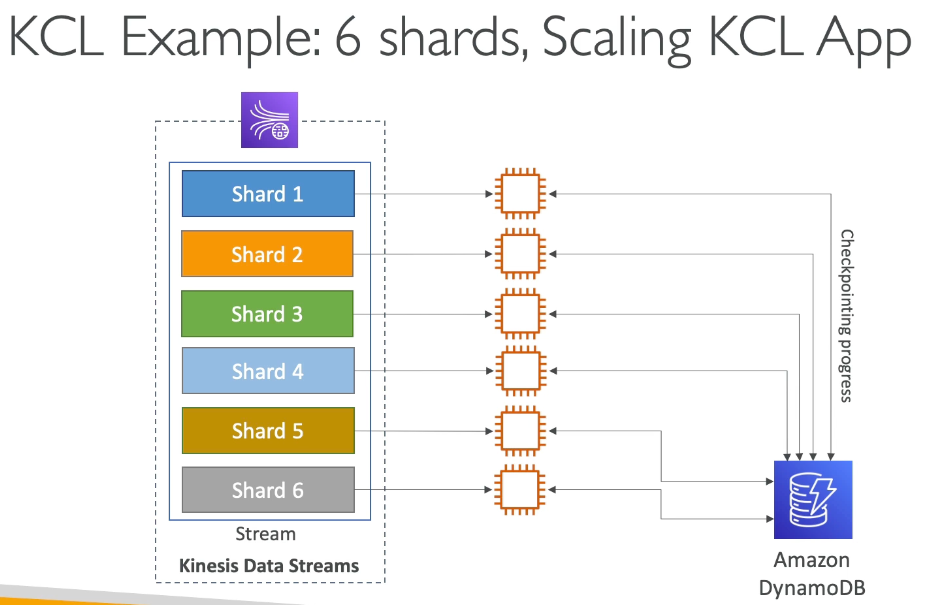 KCL Example: 6 shards, Scaling KCL App
Shard 1
Shard 2
Shard 3
Shard 4
Shard 5
Shard 6
Stream
Kinesis Data Streams
Checkpointing progress
Amazon
DynamoDB